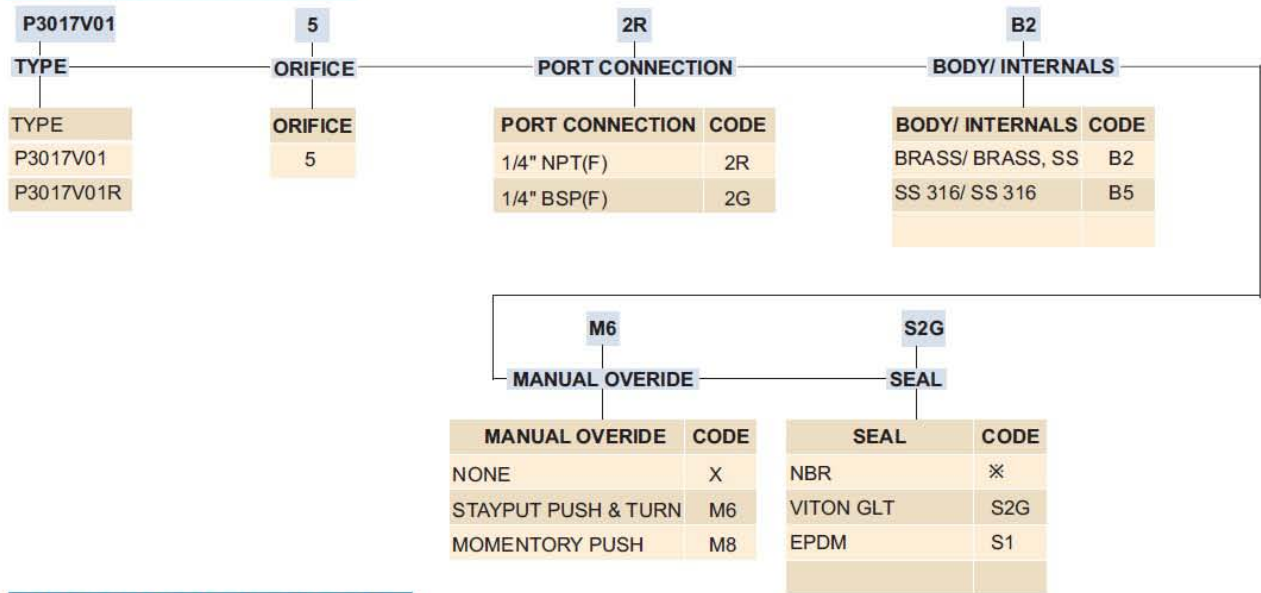 P3017V01 5 2R B2
TYPE ORIFICE PORT CONNECTION BODY/ INTERNALS
TYPE
P3017V01
P3017V01R
ORIFICE
5
PORT CONNECTION CODE
1/4" NPT(F) 2R
1/4" BSP(F) 2G
BODY/ INTERNALS CODE
BRASS/ BRASS, SS B2
SS 316/ SS 316 B5
M6 S2G
MANUAL OVERIDE SEAL
MANUAL OVERIDE CODE
NONE X
STAYPUT PUSH & TURN M6
MOMENTORY PUSH M8
SEAL CODE
NBR ※
VITON GLT S2G
EPDM S1